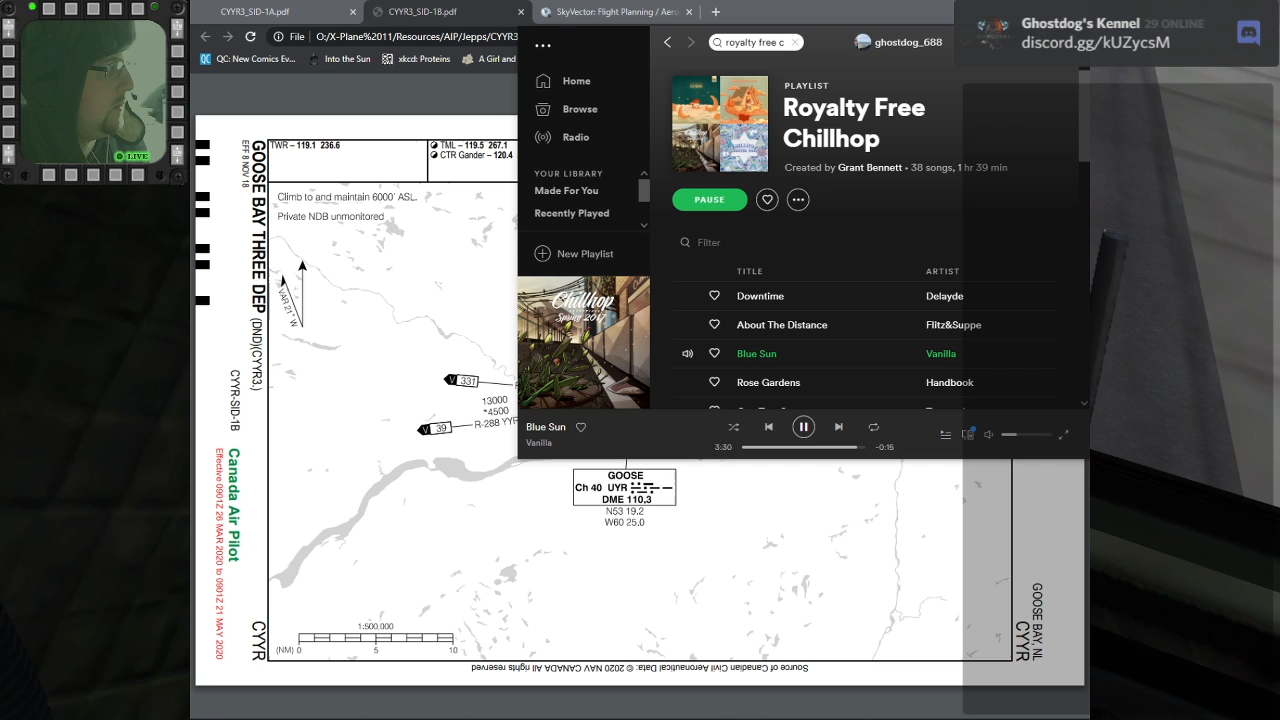 CYYR3_SID-1A.pdf
CYYR3_SID-1B.pdf
SkyVector: Flight Planning / Aero
File
O:/X-Plane%2011/Resources/AIP/Jepps/CYYR3
QC: New Comics Ev...
Into the Sun
xkcd: Proteins
A Girl and
LIVE
Ghostdog's Kennel 29 ONLINE
discord.gg/kUZycsM
royalty free c
ghostdog_688
Home
Browse
Radio
YOUR LIBRARY
Made For You
Recently Played
New Playlist
Chillhop
Spring 2017
PLAYLIST
Royalty Free
Chillhop
Created by Grant Bennett • 38 songs, 1 hr 39 min
PAUSE
Filter
TITLE ARTIST
Downtime Delayde
About The Distance Flitz&Suppe
Blue Sun Vanilla
Rose Gardens Handbook
Blue Sun
Vanilla
3:30
-0:15
GOOSE BAY THREE DEP (DND)(CYYR3.)
EFF 8 NOV 18
CYYR-SID-1B
Canada Air Pilot
Effective 0901Z 26 MAR 2020 to 0901Z 21 MAY 2020
CYYR
TWR – 119.1 236.6
TML – 119.5 267.1
CTR Gander – 120.4
Climb to and maintain 6000' ASL.
Private NDB unmonitored
VAR 21° W
V 331
13000
*4500
V 39
R-288 YYR
GOOSE
Ch 40 UYR
DME 110.3
N53 19.2
W60 25.0
1:500,000
(NM) 0 5 10
Source of Canadian Civil Aeronautical Data: © 2020 NAV CANADA All rights reserved
GOOSE BAY, NL
CYYR